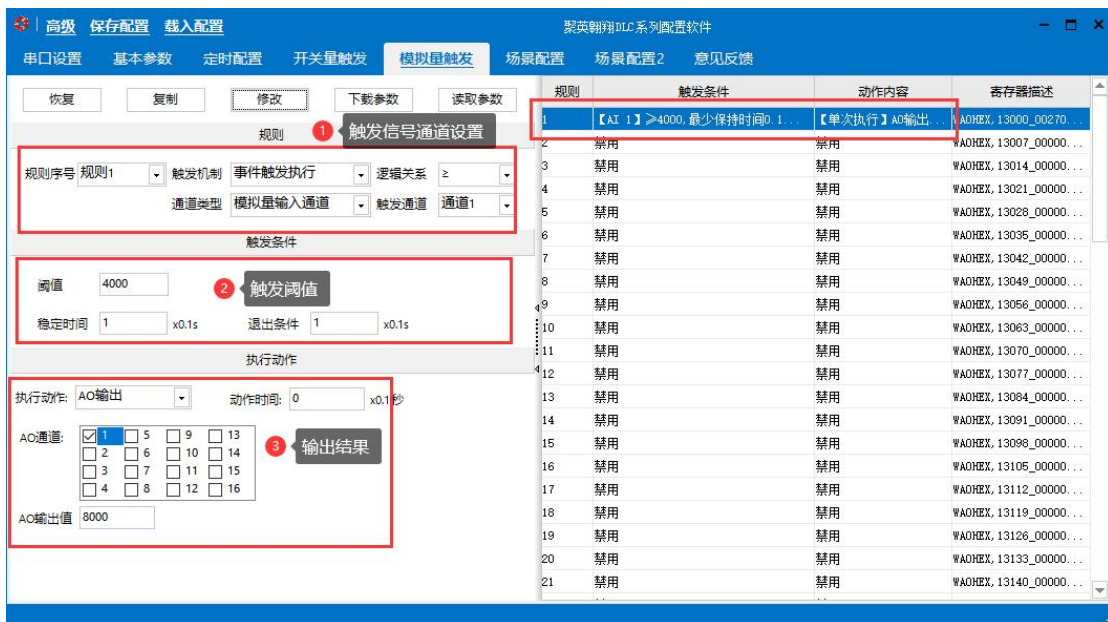 高级 保存配置 载入配置 聚英翱翔DLC系列配置软件
串口设置 基本参数 定时配置 开关量触发 模拟量触发 场景配置 场景配置2 意见反馈
恢复 复制 修改 下载参数 读取参数
规则
1 触发信号通道设置
规则序号 规则1 触发机制 事件触发执行 逻辑关系 ≥
通道类型 模拟量输入通道 触发通道 通道1
触发条件
阈值 4000
2 触发阈值
稳定时间 1 x0.1s 退出条件 1 x0.1s
执行动作
执行动作: AO输出 动作时间: 0 x0.1秒
AO通道: 1 5 9 13
2 6 10 14
3 7 11 15
4 8 12 16
3 输出结果
AO输出值 8000
规则 触发条件 动作内容 寄存器描述
1 【AI 1】≥4000,最少保持时间0.1... 【单次执行】AO输出... WAOHEX,13000_00270...
2 禁用 禁用 WAOHEX,13007_00000...
3 禁用 禁用 WAOHEX,13014_00000...
4 禁用 禁用 WAOHEX,13021_00000...
5 禁用 禁用 WAOHEX,13028_00000...
6 禁用 禁用 WAOHEX,13035_00000...
7 禁用 禁用 WAOHEX,13042_00000...
8 禁用 禁用 WAOHEX,13049_00000...
9 禁用 禁用 WAOHEX,13056_00000...
10 禁用 禁用 WAOHEX,13063_00000...
11 禁用 禁用 WAOHEX,13070_00000...
12 禁用 禁用 WAOHEX,13077_00000...
13 禁用 禁用 WAOHEX,13084_00000...
14 禁用 禁用 WAOHEX,13091_00000...
15 禁用 禁用 WAOHEX,13098_00000...
16 禁用 禁用 WAOHEX,13105_00000...
17 禁用 禁用 WAOHEX,13112_00000...
18 禁用 禁用 WAOHEX,13119_00000...
19 禁用 禁用 WAOHEX,13126_00000...
20 禁用 禁用 WAOHEX,13133_00000...
21 禁用 禁用 WAOHEX,13140_00000...